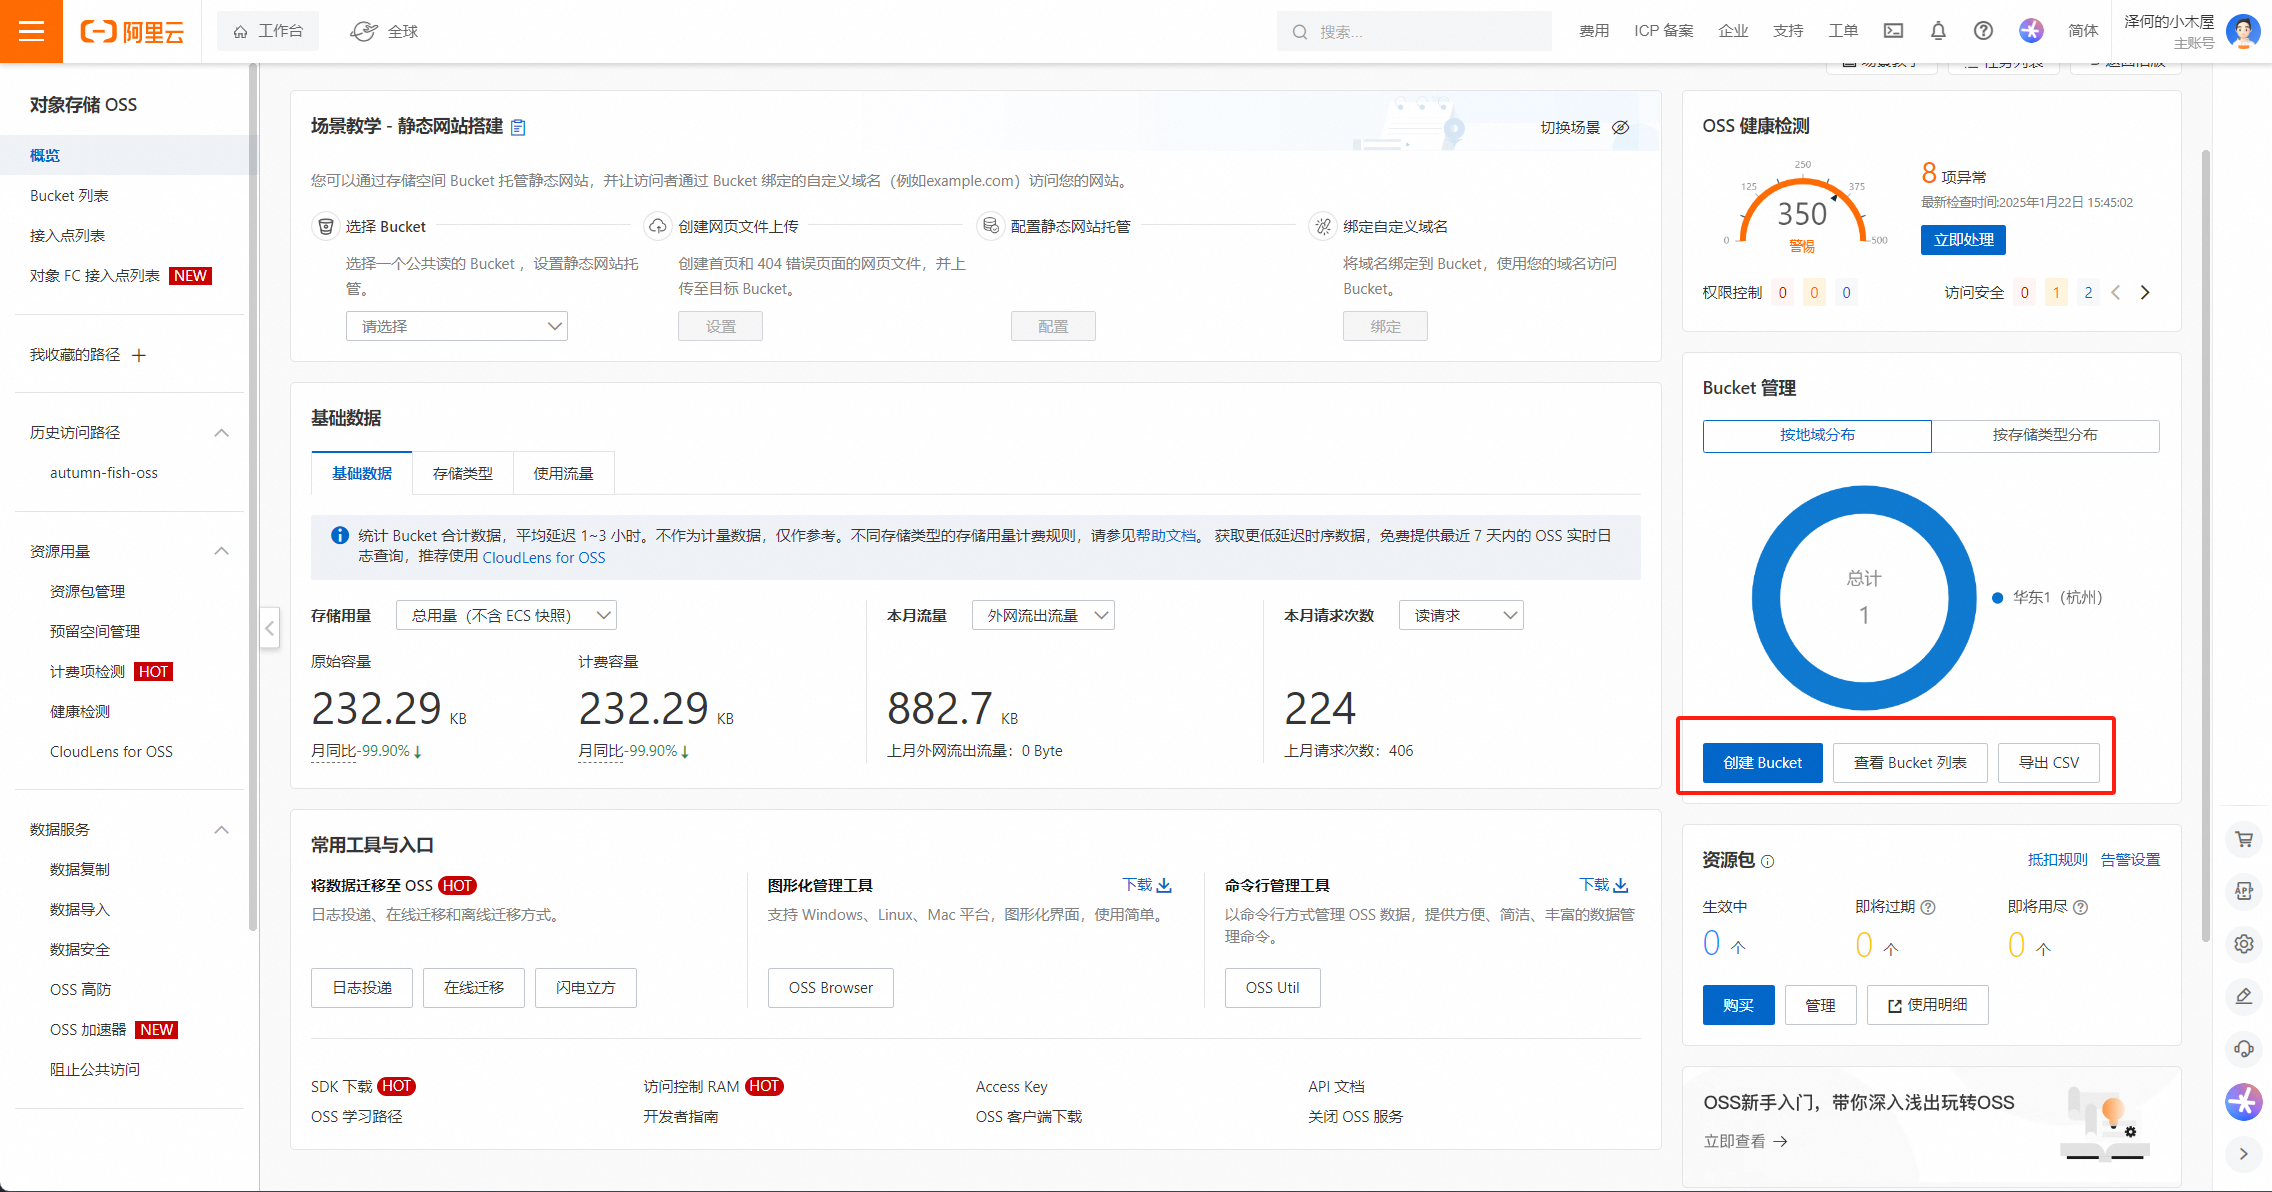 阿里云
工作台
全球
搜索...
费用
ICP 备案
企业
支持
工单
简体
泽何的小木屋
主账号
对象存储 OSS
概览
Bucket 列表
接入点列表
对象 FC 接入点列表 NEW
我收藏的路径
历史访问路径
autumn-fish-oss
资源用量
资源包管理
预留空间管理
计费项检测 HOT
健康检测
CloudLens for OSS
数据服务
数据复制
数据导入
数据安全
OSS 高防
OSS 加速器 NEW
阻止公共访问
场景教学 - 静态网站搭建
切换场景
您可以通过存储空间 Bucket 托管静态网站，并让访问者通过 Bucket 绑定的自定义域名（例如example.com）访问您的网站。
选择 Bucket
选择一个公共读的 Bucket ，设置静态网站托
管。
请选择
创建网页文件上传
创建首页和 404 错误页面的网页文件，并上
传至目标 Bucket。
设置
配置静态网站托管
配置
绑定自定义域名
将域名绑定到 Bucket，使用您的域名访问
Bucket。
绑定
基础数据
基础数据
存储类型
使用流量
统计 Bucket 合计数据，平均延迟 1~3 小时。不作为计量数据，仅作参考。不同存储类型的存储用量计费规则，请参见帮助文档。 获取更低延迟时序数据，免费提供最近 7 天内的 OSS 实时日
志查询，推荐使用 CloudLens for OSS
存储用量
总用量（不含 ECS 快照）
原始容量
232.29 KB
月同比-99.90%↓
计费容量
232.29 KB
月同比-99.90%↓
本月流量
外网流出流量
882.7 KB
上月外网流出流量：0 Byte
本月请求次数
读请求
224
上月请求次数：406
常用工具与入口
将数据迁移至 OSS HOT
日志投递、在线迁移和离线迁移方式。
日志投递
在线迁移
闪电立方
图形化管理工具
下载
支持 Windows、Linux、Mac 平台，图形化界面，使用简单。
OSS Browser
命令行管理工具
下载
以命令行方式管理 OSS 数据，提供方便、简洁、丰富的数据管
理命令。
OSS Util
SDK 下载 HOT
访问控制 RAM HOT
Access Key
API 文档
OSS 学习路径
开发者指南
OSS 客户端下载
关闭 OSS 服务
OSS 健康检测
0
125
250
375
500
350
警惕
8 项异常
最新检查时间:2025年1月22日 15:45:02
立即处理
权限控制 0 0 0
访问安全 0 1 2
Bucket 管理
按地域分布
按存储类型分布
总计
1
华东1（杭州）
创建 Bucket
查看 Bucket 列表
导出 CSV
资源包
抵扣规则
告警设置
生效中
0 个
即将过期
0 个
即将用尽
0 个
购买
管理
使用明细
OSS新手入门，带你深入浅出玩转OSS
立即查看 →
APP